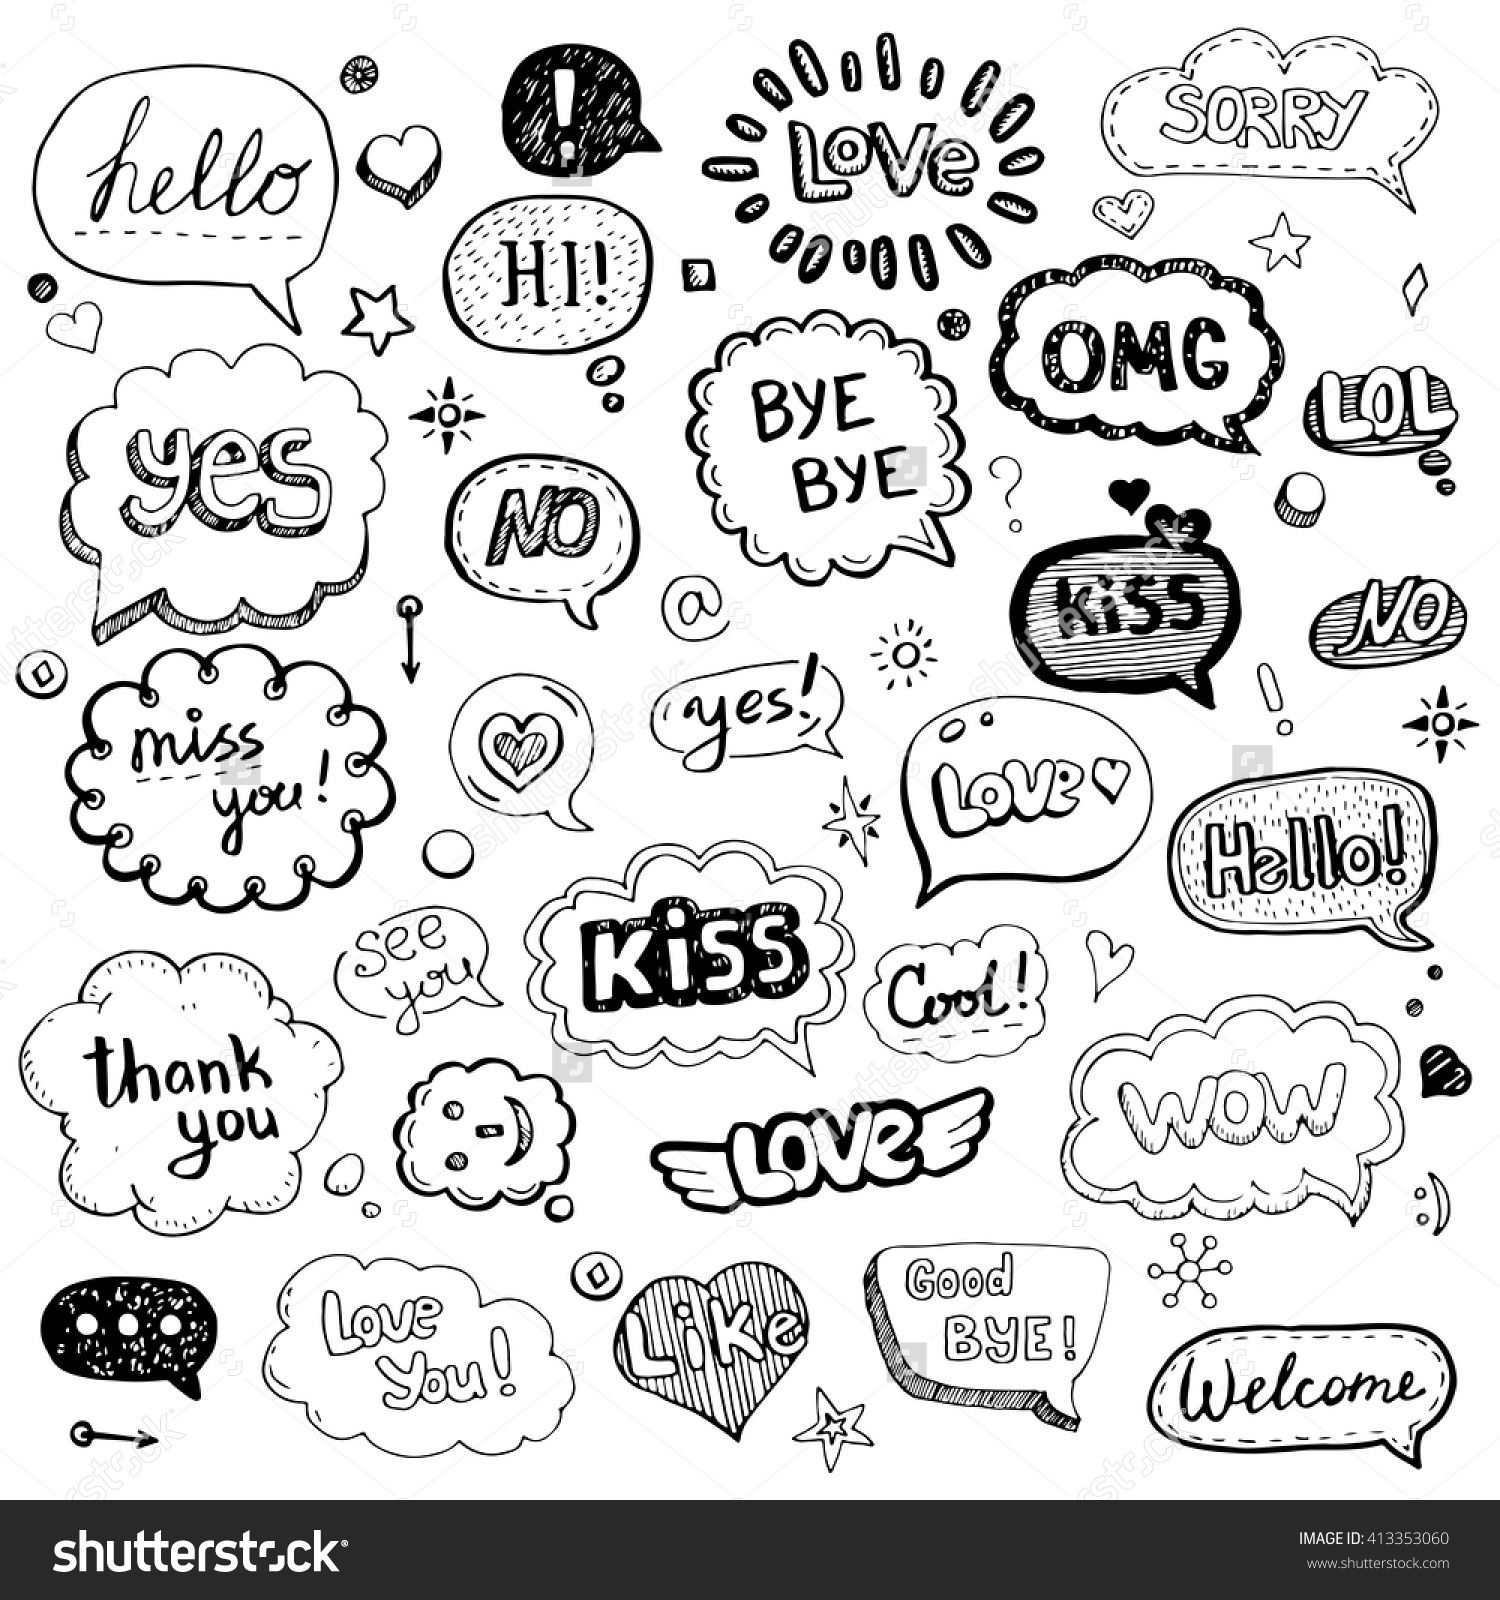 hello
!
LOVE
SORRY
HI!
OMG
BYE
BYE
LOL
yes
NO
?
kiss
@
NO
yes!
!
miss
you!
Love
Hello!
see
you
kiss
Cool!
thank
you
:-)
LOVE
WOW
:)
...
Love
You!
Like
Good
BYE!
Welcome
shutterstock
IMAGE ID: 413353060
www.shutterstock.com